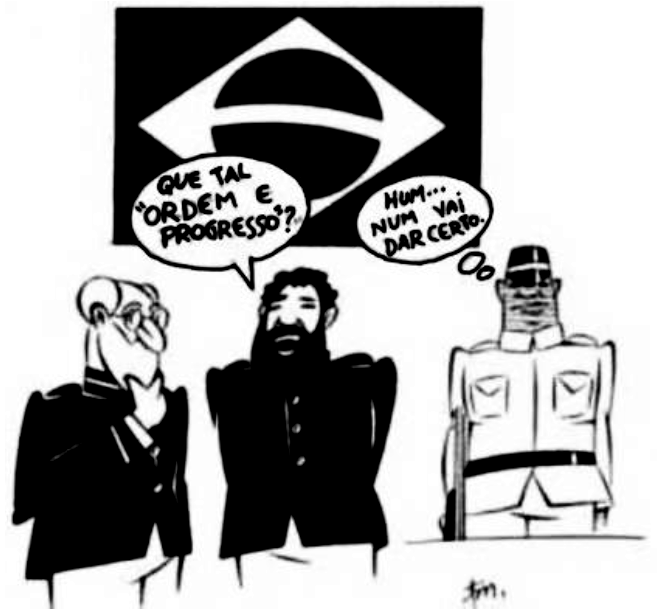 QUE TAL
"ORDEM E
PROGRESSO"?
HUM...
NUM VAI
DAR CERTO.